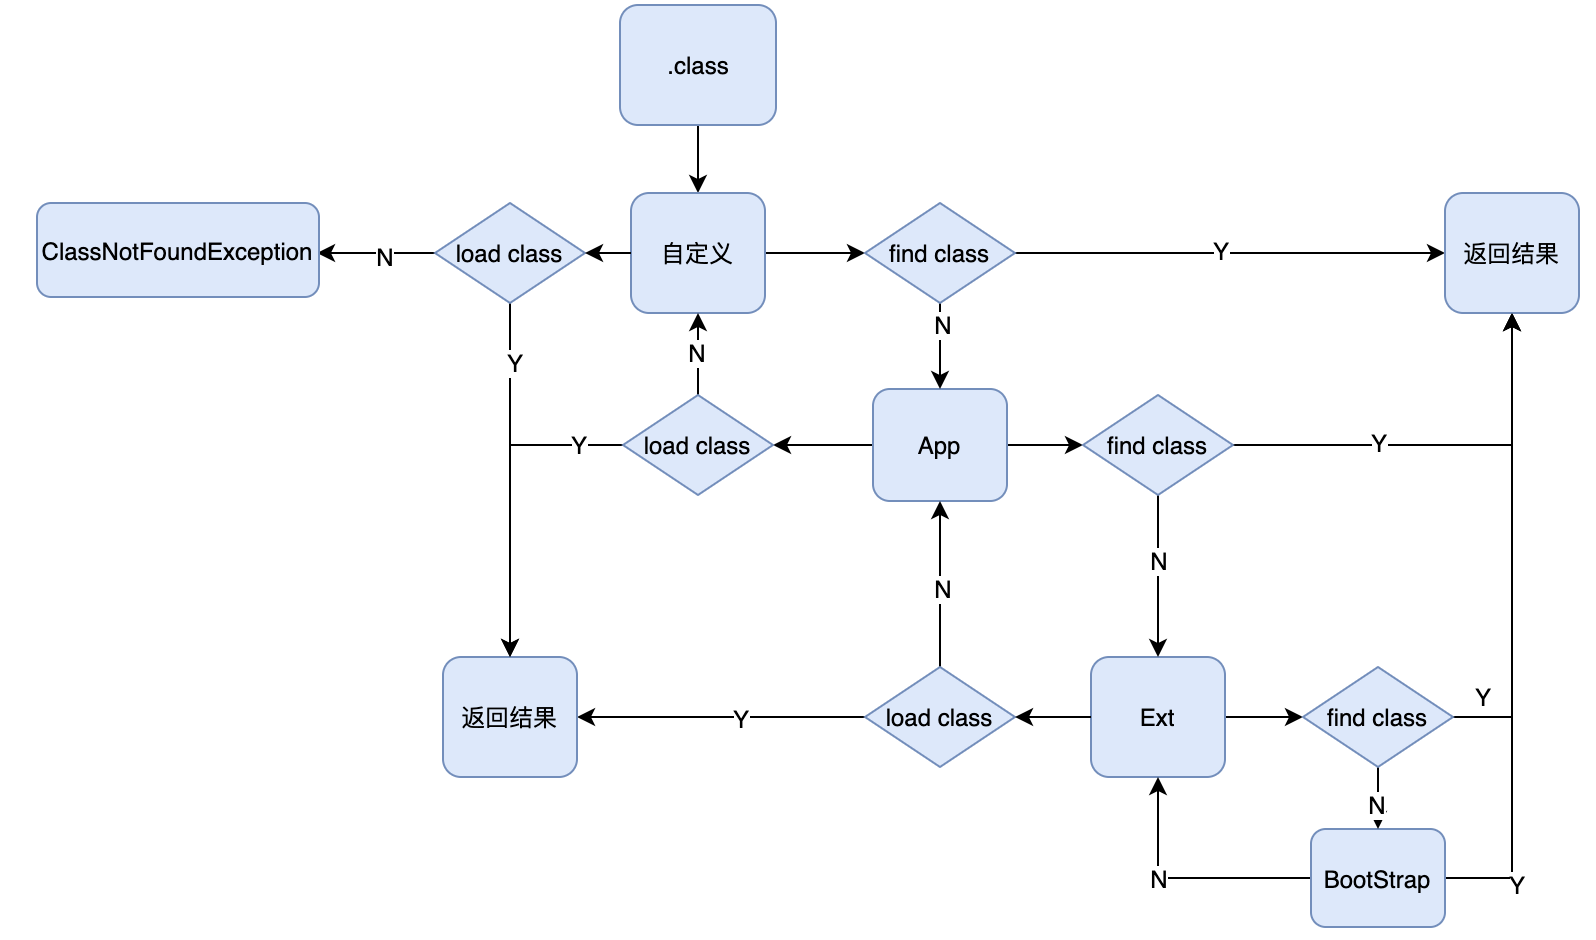 .class
ClassNotFoundException
N
load class
自定义
find class
Y
返回结果
N
N
Y
Y
load class
App
find class
Y
N
N
返回结果
Y
load class
Ext
find class
Y
N
N
BootStrap
Y